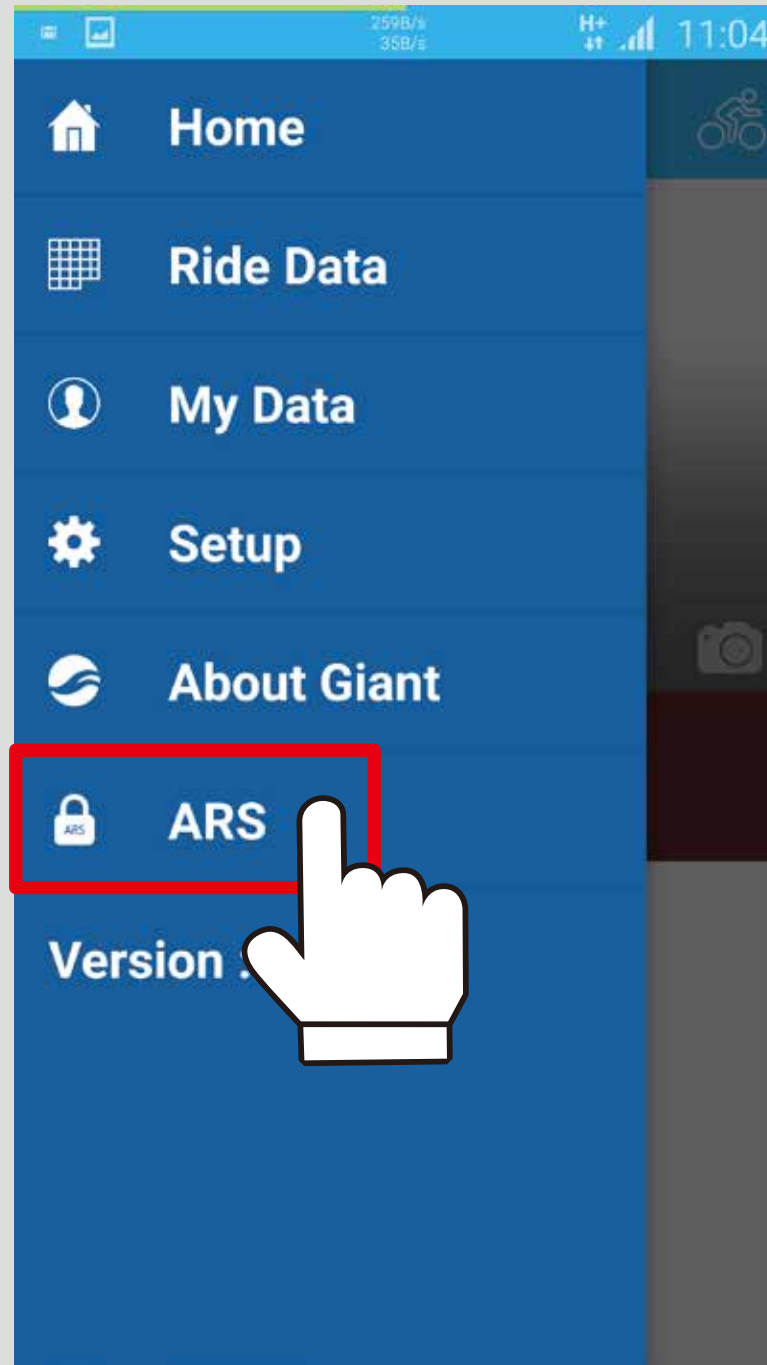 259B/s
35B/s
H+
11:04
Home
Ride Data
My Data
Setup
About Giant
ARS
ARS
Version :